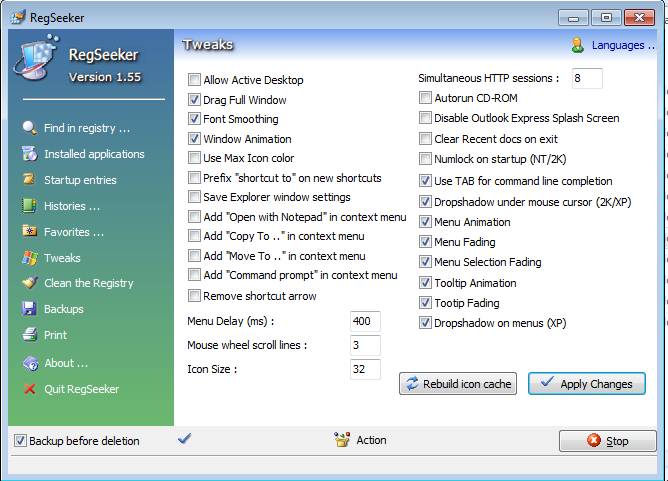 RegSeeker
RegSeeker
Version 1.55
Find in registry ...
Installed applications
Startup entries
Histories ...
Favorites ...
Tweaks
Clean the Registry
Backups
Print
About ...
Quit RegSeeker
Tweaks
Languages ..
Allow Active Desktop
Drag Full Window
Font Smoothing
Window Animation
Use Max Icon color
Prefix "shortcut to" on new shortcuts
Save Explorer window settings
Add "Open with Notepad" in context menu
Add "Copy To .." in context menu
Add "Move To .." in context menu
Add "Command prompt" in context menu
Remove shortcut arrow
Menu Delay (ms) : 400
Mouse wheel scroll lines : 3
Icon Size : 32
Simultaneous HTTP sessions : 8
Autorun CD-ROM
Disable Outlook Express Splash Screen
Clear Recent docs on exit
Numlock on startup (NT/2K)
Use TAB for command line completion
Dropshadow under mouse cursor (2K/XP)
Menu Animation
Menu Fading
Menu Selection Fading
Tooltip Animation
Tootip Fading
Dropshadow on menus (XP)
Rebuild icon cache
Apply Changes
Backup before deletion
Action
Stop